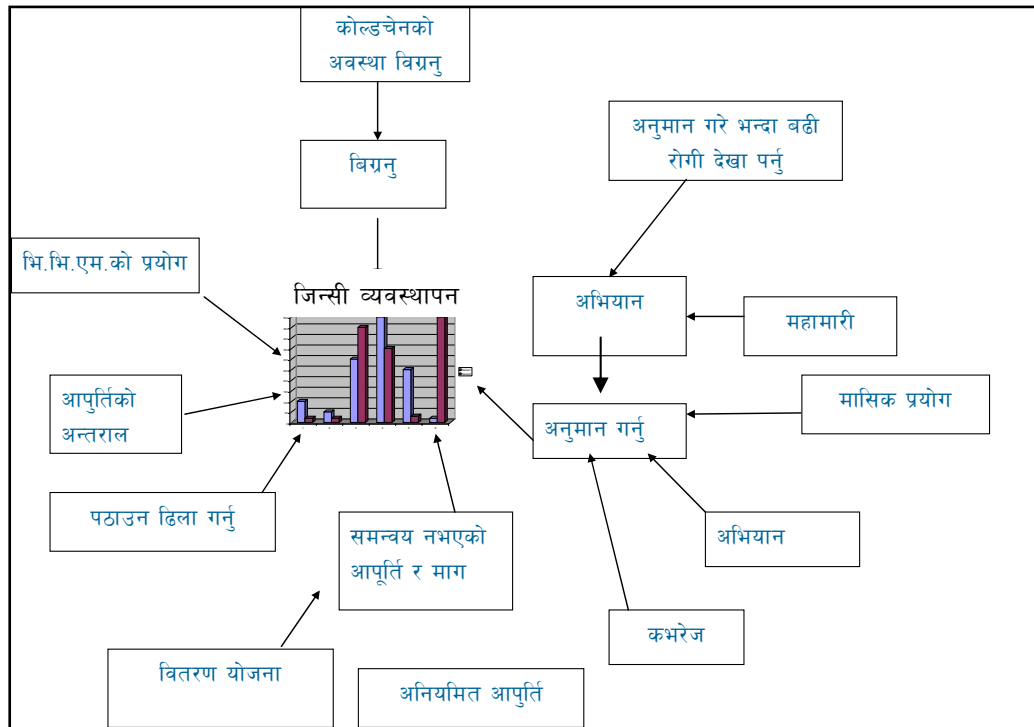 कोल्डचेनको
अवस्था विग्रनु
अनुमान गरे भन्दा बढी
रोगी देखा पर्नु
बिग्रनु
भि.भि.एम.को प्रयोग
जिन्सी व्यवस्थापन
अभियान
महामारी
आपुर्तिको
अन्तराल
मासिक प्रयोग
अनुमान गर्नु
पठाउन ढिला गर्नु
समन्वय नभएको
आपूर्ति र माग
अभियान
कभरेज
वितरण योजना
अनियमित आपुर्ति